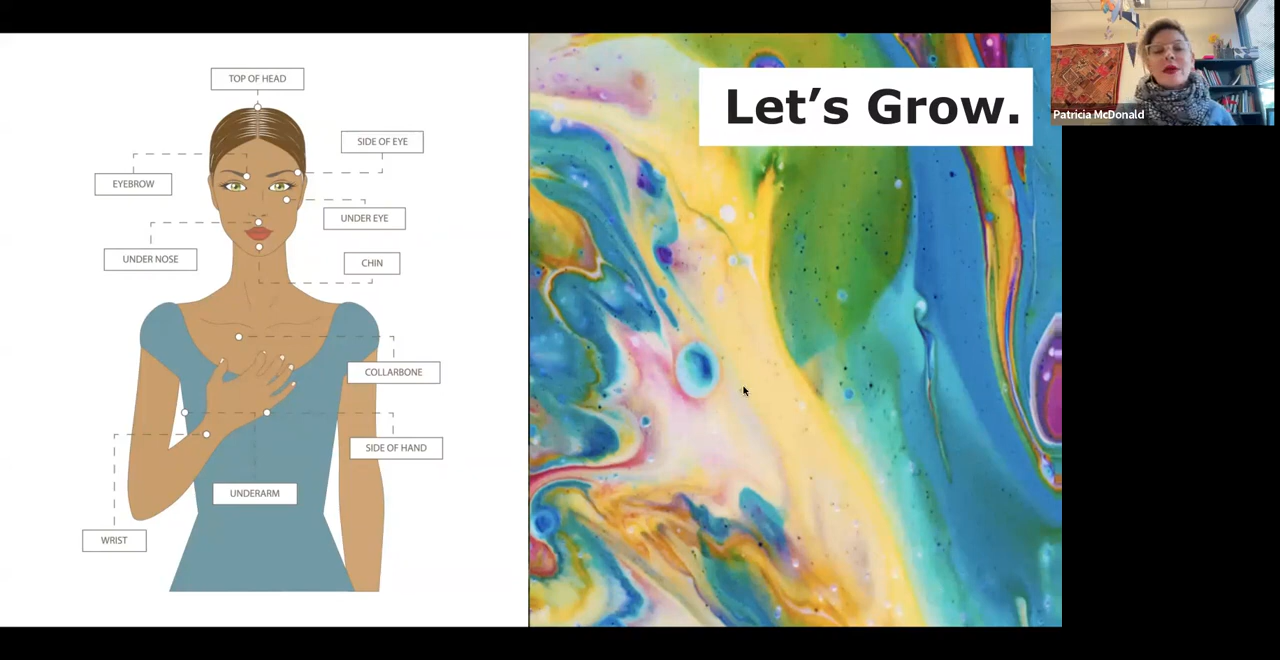 TOP OF HEAD
SIDE OF EYE
EYEBROW
UNDER EYE
UNDER NOSE
CHIN
COLLARBONE
SIDE OF HAND
UNDERARM
WRIST
Let’s Grow.
Patricia McDonald